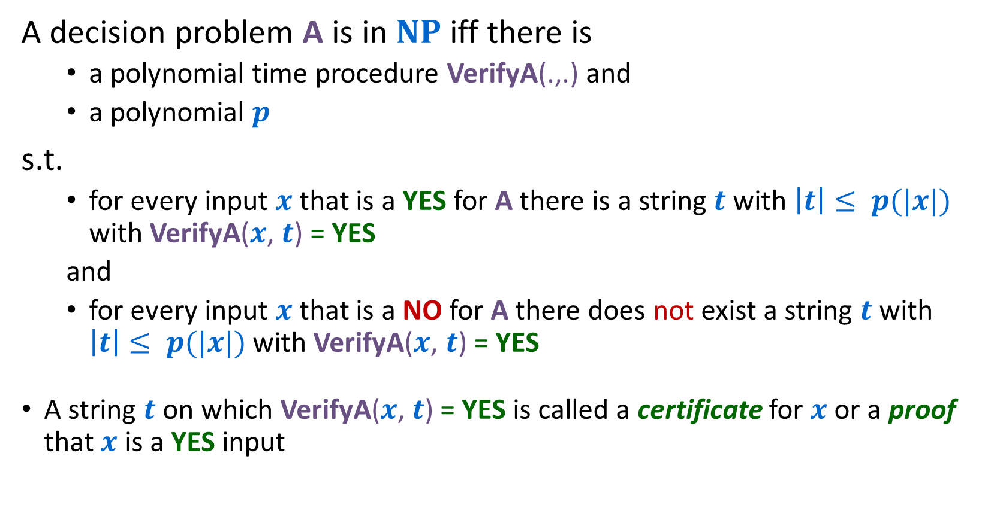 A decision problem A is in NP iff there is
• a polynomial time procedure VerifyA(.,.) and
• a polynomial p
s.t.
• for every input x that is a YES for A there is a string t with |t| ≤ p(|x|)
with VerifyA(x, t) = YES
and
• for every input x that is a NO for A there does not exist a string t with
|t| ≤ p(|x|) with VerifyA(x, t) = YES
• A string t on which VerifyA(x, t) = YES is called a certificate for x or a proof
that x is a YES input